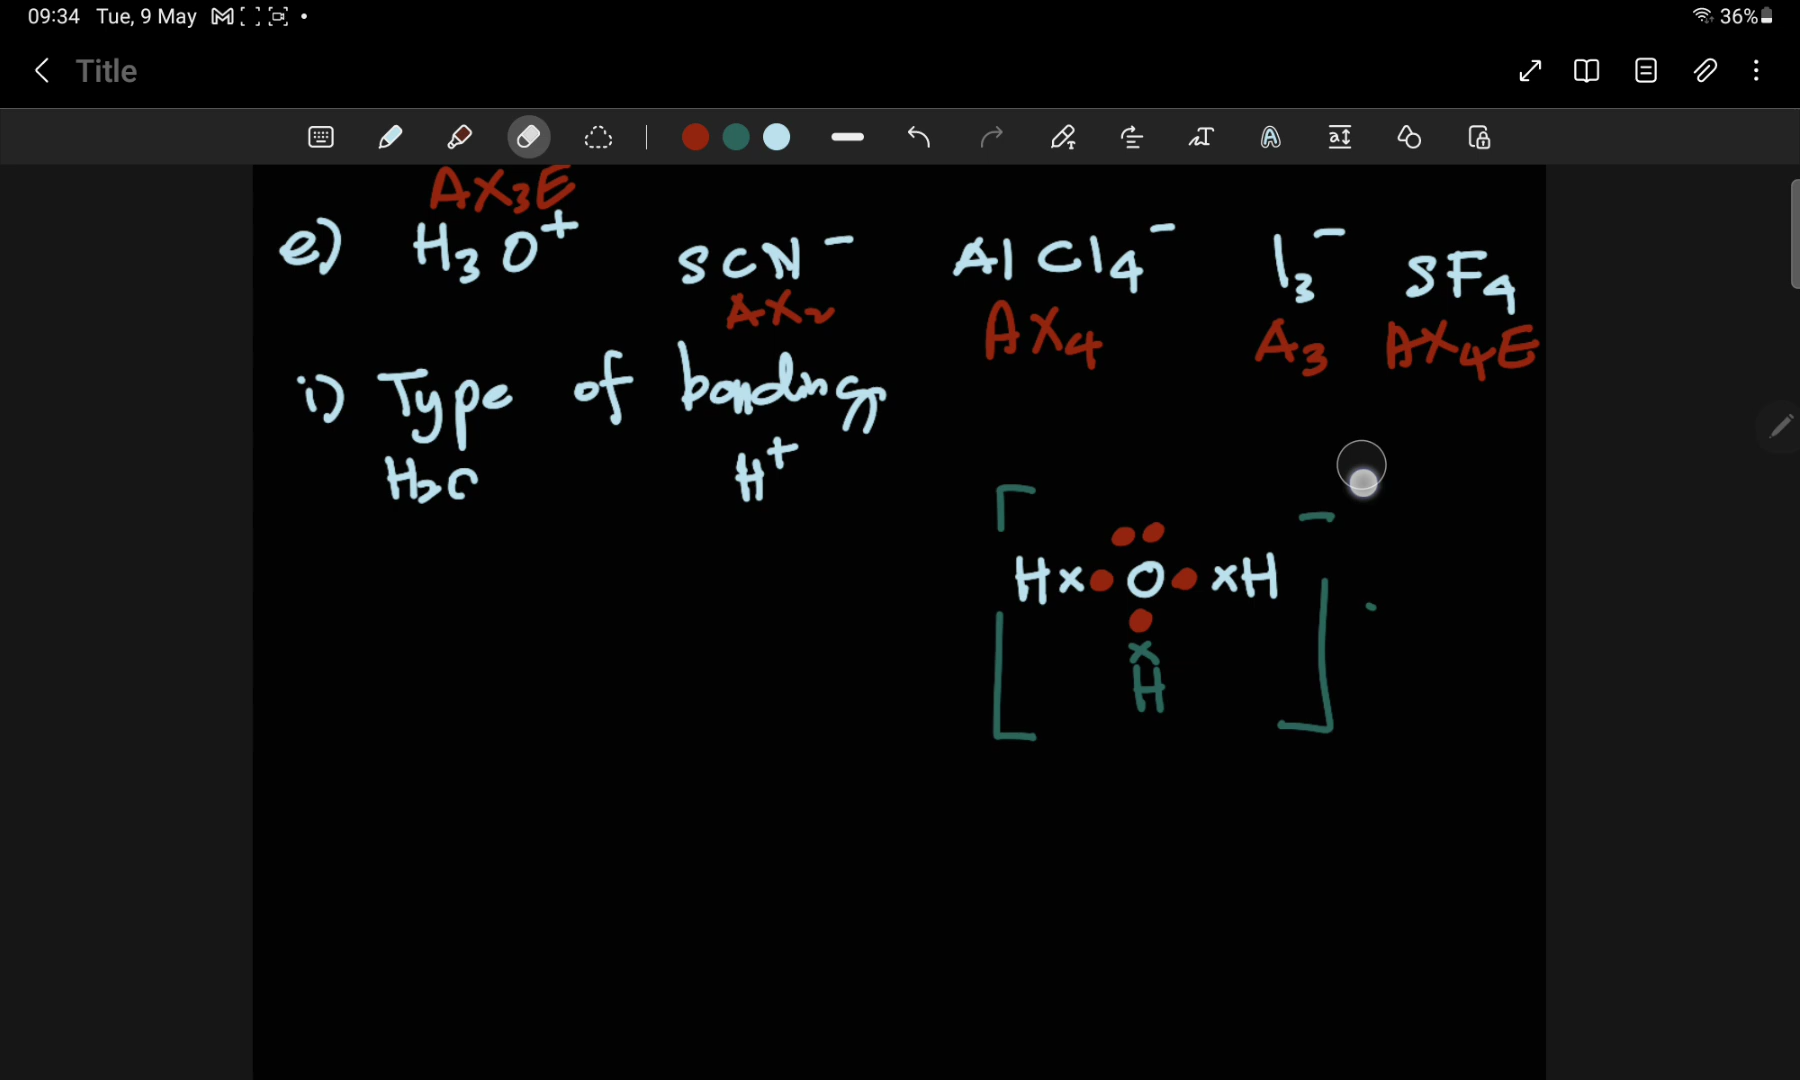 09:34 Tue, 9 May 36%
Title
AX₃E
e) H₃O⁺ SCN⁻ AlCl₄⁻ I₃⁻ SF₄
AX₂ AX₄ A₃ AX₄E
i) Type of bonding
H₂O H⁺
Hx•O•xH
x
H